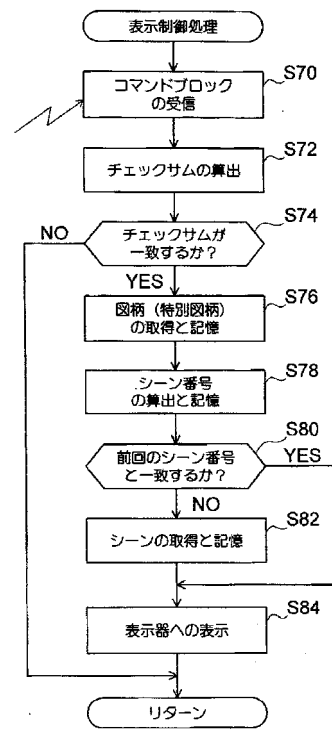 表示制御処理
S70
コマンドブロック
の受信
S72
チェックサムの算出
S74
NO
チェックサムが
一致するか?
YES
S76
図柄(特別図柄)
の取得と記憶
S78
シーン番号
の算出と記憶
S80
前回のシーン番号
と一致するか?
YES
NO
S82
シーンの取得と記憶
S84
表示器への表示
リターン